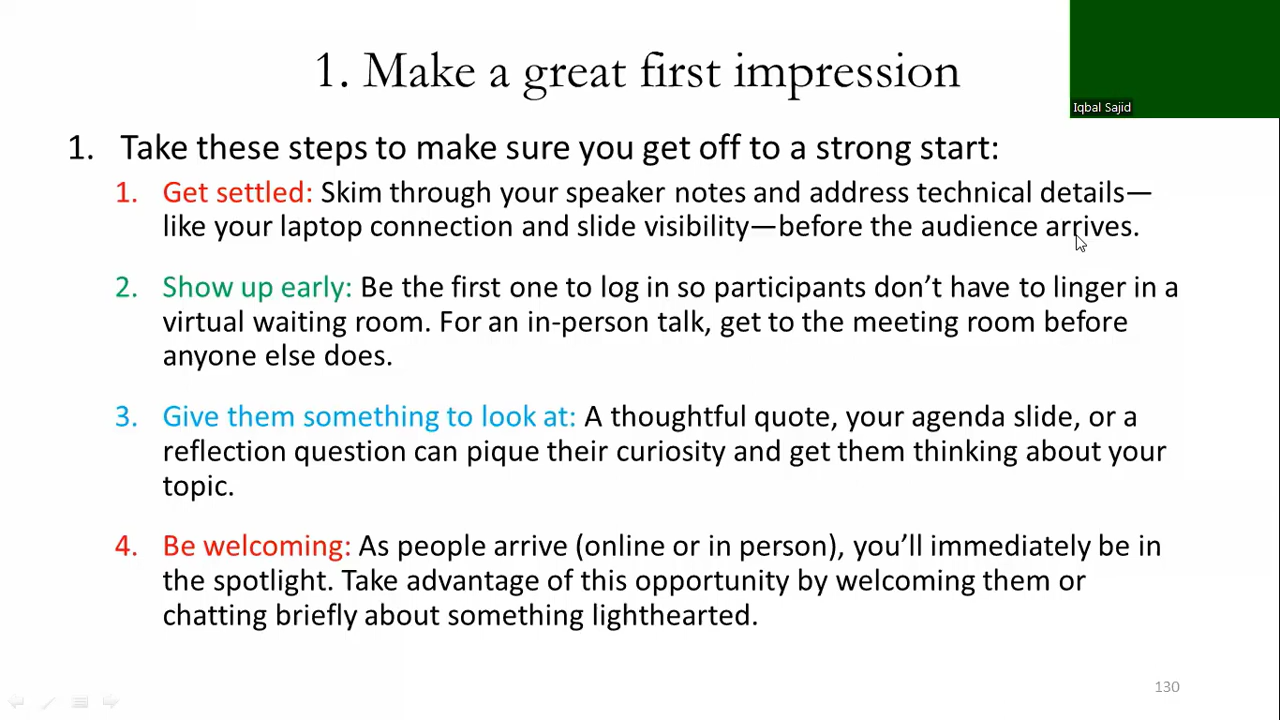 1. Make a great first impression
Iqbal Sajid
1. Take these steps to make sure you get off to a strong start:
1. Get settled: Skim through your speaker notes and address technical details—
like your laptop connection and slide visibility—before the audience arrives.
2. Show up early: Be the first one to log in so participants don’t have to linger in a
virtual waiting room. For an in-person talk, get to the meeting room before
anyone else does.
3. Give them something to look at: A thoughtful quote, your agenda slide, or a
reflection question can pique their curiosity and get them thinking about your
topic.
4. Be welcoming: As people arrive (online or in person), you’ll immediately be in
the spotlight. Take advantage of this opportunity by welcoming them or
chatting briefly about something lighthearted.
130